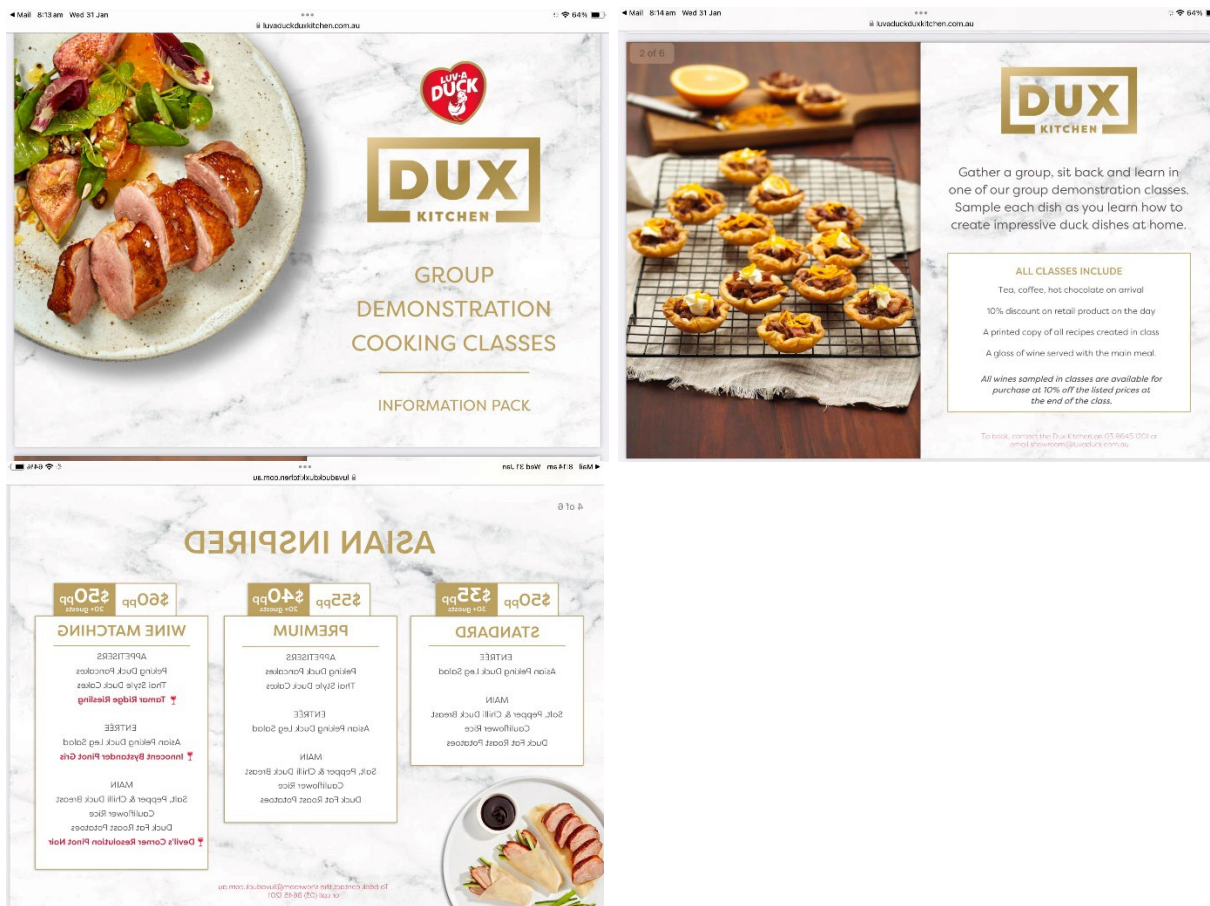 Mail 8:13 am Wed 31 Jan
64%
luvaduckduxkitchen.com.au
LUV-A
DUCK
DUX
KITCHEN
GROUP
DEMONSTRATION
COOKING CLASSES
INFORMATION PACK
Mail 8:14 am Wed 31 Jan
64%
luvaduckduxkitchen.com.au
2 of 6
DUX
KITCHEN
Gather a group, sit back and learn in
one of our group demonstration classes.
Sample each dish as you learn how to
create impressive duck dishes at home.
ALL CLASSES INCLUDE
Tea, coffee, hot chocolate on arrival
10% discount on retail product on the day
A printed copy of all recipes created in class
A glass of wine served with the main meal.
All wines sampled in classes are available for
purchase at 10% off the listed prices at
the end of the class.
To book, contact the Dux Kitchen on 03 8645 1201 or
email showroom@luvaduck.com.au
Mail 8:14 am Wed 31 Jan
64%
luvaduckduxkitchen.com.au
4 of 6
ASIAN INSPIRED
$50pp $35pp
30+ guests
STANDARD
ENTRÉE
Asian Peking Duck Leg Salad
MAIN
Salt, Pepper & Chilli Duck Breast
Cauliflower Rice
Duck Fat Roast Potatoes
$55pp $40pp
30+ guests
PREMIUM
APPETISERS
Peking Duck Pancakes
Thai Style Duck Cakes
ENTRÉE
Asian Peking Duck Leg Salad
MAIN
Salt, Pepper & Chilli Duck Breast
Cauliflower Rice
Duck Fat Roast Potatoes
$60pp $50pp
30+ guests
WINE MATCHING
APPETISERS
Peking Duck Pancakes
Thai Style Duck Cakes
Tamar Ridge Riesling
ENTRÉE
Asian Peking Duck Leg Salad
Innocent Bystander Pinot Gris
MAIN
Salt, Pepper & Chilli Duck Breast
Cauliflower Rice
Duck Fat Roast Potatoes
Devil's Corner Resolution Pinot Noir
To book contact the showroom@luvaduck.com.au
or call (03) 8645 1201